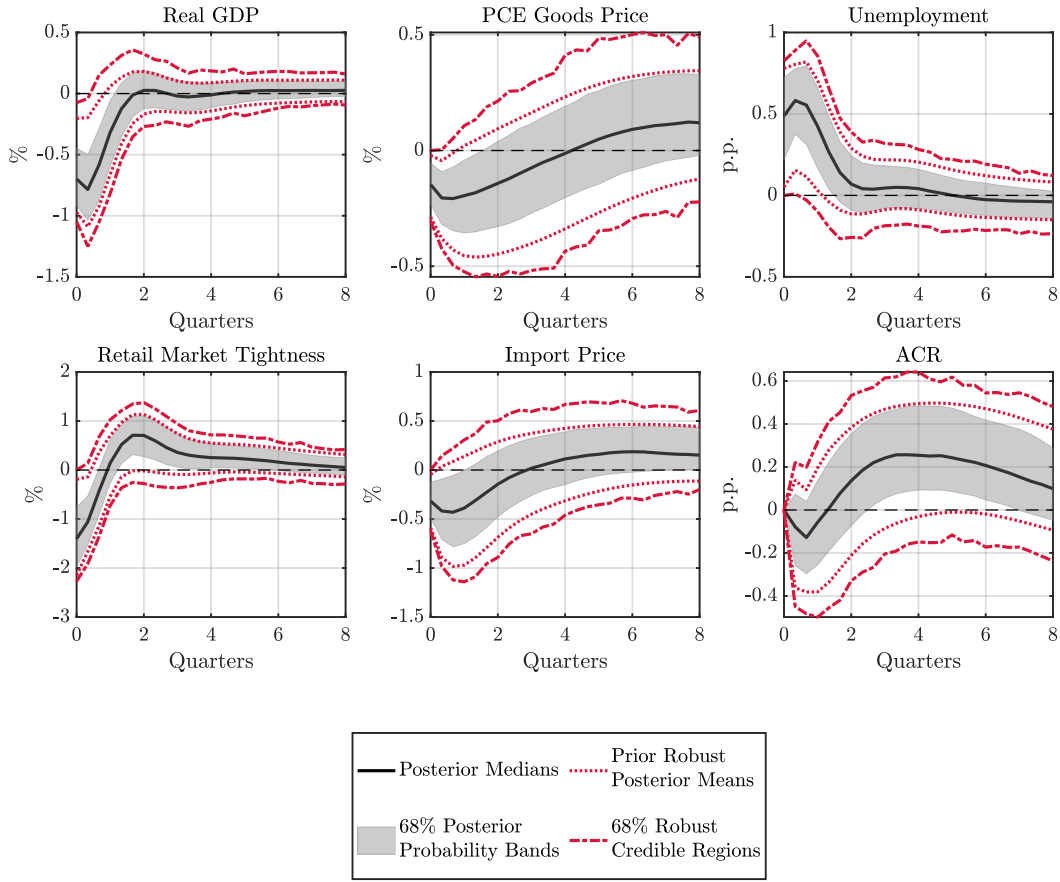 Real GDP
0.5
0
-0.5
-1
-1.5
%
0 2 4 6 8
Quarters
PCE Goods Price
0.5
0
-0.5
%
0 2 4 6 8
Quarters
Unemployment
1
0.5
0
-0.5
p.p.
0 2 4 6 8
Quarters
Retail Market Tightness
2
1
0
-1
-2
-3
%
0 2 4 6 8
Quarters
Import Price
1
0.5
0
-0.5
-1
-1.5
%
0 2 4 6 8
Quarters
ACR
0.6
0.4
0.2
0
-0.2
-0.4
p.p.
0 2 4 6 8
Quarters
Posterior Medians
Prior Robust
Posterior Means
68% Posterior
Probability Bands
68% Robust
Credible Regions